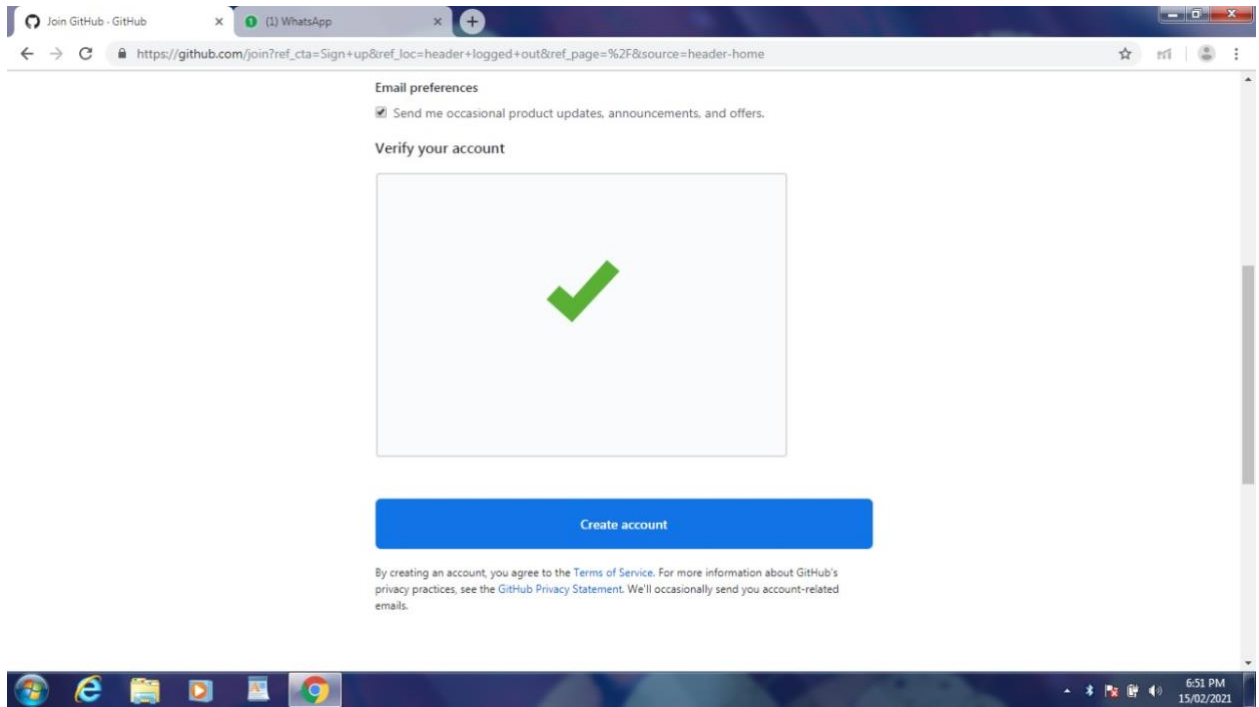 Join GitHub · GitHub
1 (1) WhatsApp
https://github.com/join?ref_cta=Sign+up&ref_loc=header+logged+out&ref_page=%2F&source=header-home
Email preferences
Send me occasional product updates, announcements, and offers.
Verify your account
Create account
By creating an account, you agree to the Terms of Service. For more information about GitHub's
privacy practices, see the GitHub Privacy Statement. We'll occasionally send you account-related
emails.
6:51 PM
15/02/2021